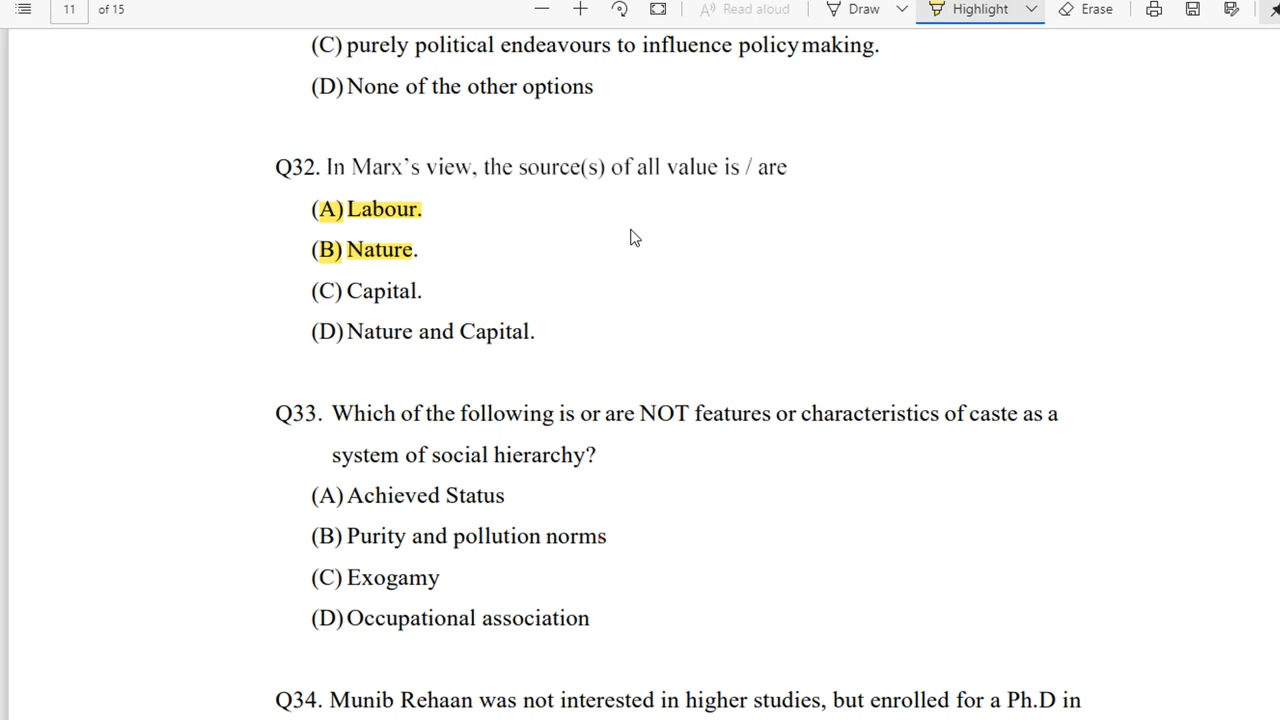 11 of 15 Read aloud Draw Highlight Erase
(C) purely political endeavours to influence policymaking.
(D) None of the other options
Q32. In Marx's view, the source(s) of all value is / are
(A) Labour.
(B) Nature.
(C) Capital.
(D) Nature and Capital.
Q33. Which of the following is or are NOT features or characteristics of caste as a
system of social hierarchy?
(A) Achieved Status
(B) Purity and pollution norms
(C) Exogamy
(D) Occupational association
Q34. Munib Rehaan was not interested in higher studies, but enrolled for a Ph.D in